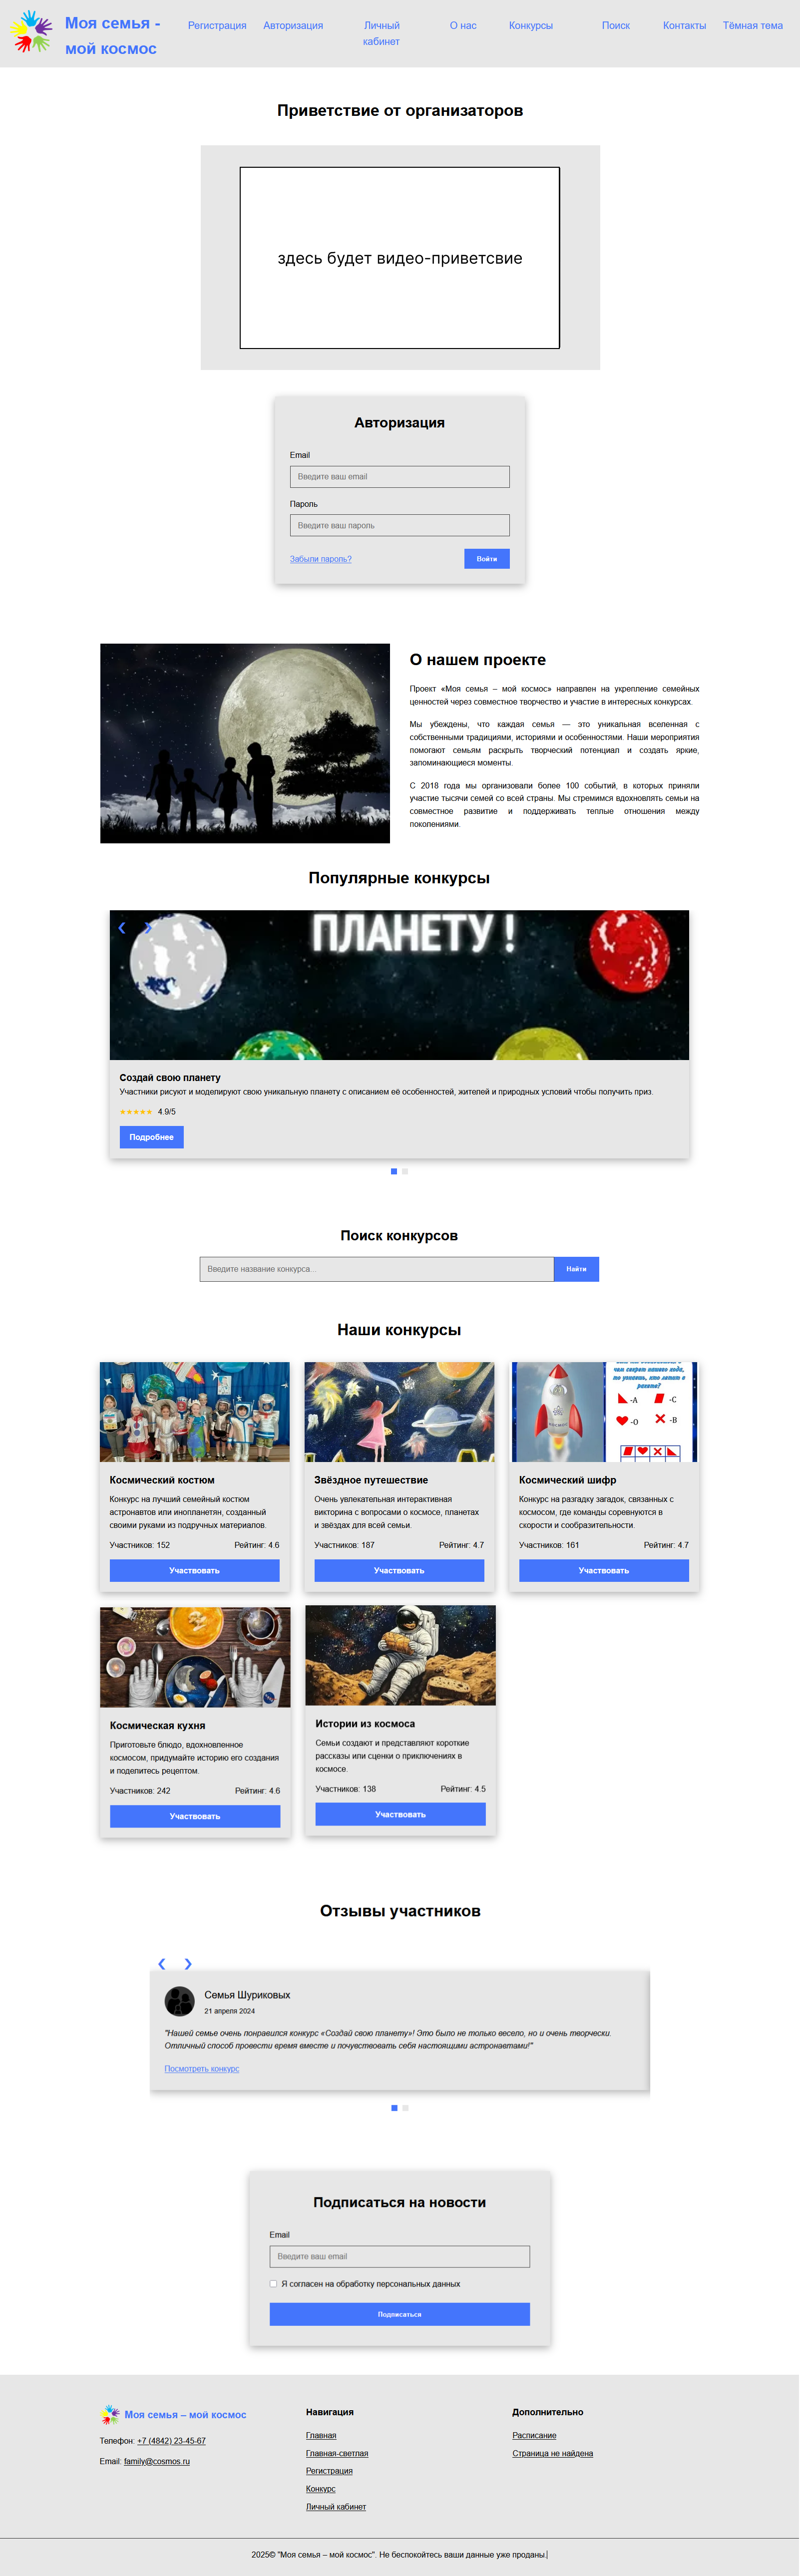 Моя семья -
мой космос
Регистрация
Авторизация
Личный
кабинет
О нас
Конкурсы
Поиск
Контакты
Тёмная тема
Приветствие от организаторов
здесь будет видео-приветсвие
Авторизация
Email
Введите ваш email
Пароль
Введите ваш пароль
Забыли пароль?
Войти
О нашем проекте
Проект «Моя семья – мой космос» направлен на укрепление семейных
ценностей через совместное творчество и участие в интересных конкурсах.
Мы убеждены, что каждая семья — это уникальная вселенная с
собственными традициями, историями и особенностями. Наши мероприятия
помогают семьям раскрыть творческий потенциал и создать яркие,
запоминающиеся моменты.
С 2018 года мы организовали более 100 событий, в которых приняли
участие тысячи семей со всей страны. Мы стремимся вдохновлять семьи на
совместное развитие и поддерживать теплые отношения между
поколениями.
Популярные конкурсы
❮ ❯
ПЛАНЕТУ !
Создай свою планету
Участники рисуют и моделируют свою уникальную планету с описанием её особенностей, жителей и природных условий чтобы получить приз.
★★★★★ 4.9/5
Подробнее
Поиск конкурсов
Введите название конкурса...
Найти
Наши конкурсы
чем секрет нашего хода,
то узнаешь, кто летит в
ракете?
-А
-С
-О
-В
Космический костюм
Конкурс на лучший семейный костюм
астронавтов или инопланетян, созданный
своими руками из подручных материалов.
Участников: 152
Рейтинг: 4.6
Участвовать
Звёздное путешествие
Очень увлекательная интерактивная
викторина с вопросами о космосе, планетах
и звёздах для всей семьи.
Участников: 187
Рейтинг: 4.7
Участвовать
Космический шифр
Конкурс на разгадку загадок, связанных с
космосом, где команды соревнуются в
скорости и сообразительности.
Участников: 161
Рейтинг: 4.7
Участвовать
Космическая кухня
Приготовьте блюдо, вдохновленное
космосом, придумайте историю его создания
и поделитесь рецептом.
Участников: 242
Рейтинг: 4.6
Участвовать
Истории из космоса
Семьи создают и представляют короткие
рассказы или сценки о приключениях в
космосе.
Участников: 138
Рейтинг: 4.5
Участвовать
Отзывы участников
❮ ❯
Семья Шуриковых
21 апреля 2024
"Нашей семье очень понравился конкурс «Создай свою планету»! Это было не только весело, но и очень творчески.
Отличный способ провести время вместе и почувствовать себя настоящими астронавтами!"
Посмотреть конкурс
Подписаться на новости
Email
Введите ваш email
Я согласен на обработку персональных данных
Подписаться
Моя семья – мой космос
Телефон: +7 (4842) 23-45-67
Email: family@cosmos.ru
Навигация
Главная
Главная-светлая
Регистрация
Конкурс
Личный кабинет
Дополнительно
Расписание
Страница не найдена
2025© "Моя семья – мой космос". Не беспокойтесь ваши данные уже проданы.